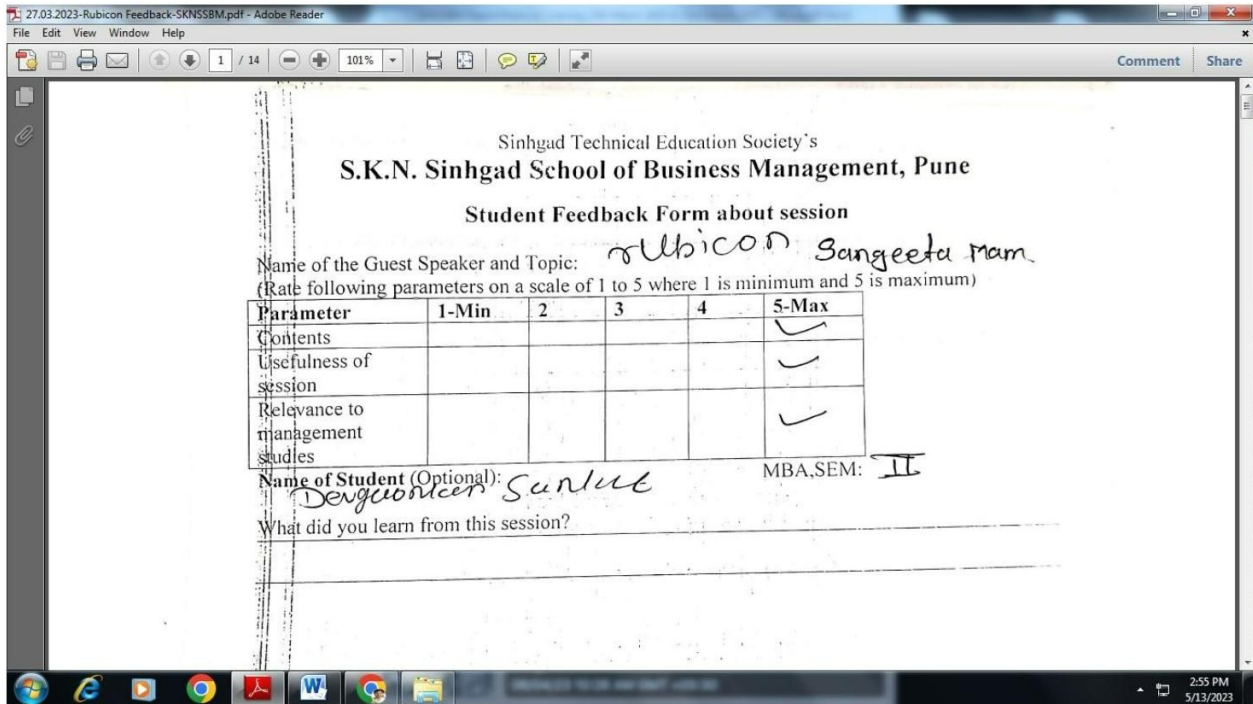 27.03.2023-Rubicon Feedback-SKNSSBM.pdf - Adobe Reader
File Edit View Window Help
1 / 14 101% Comment Share
Sinhgad Technical Education Society's
S.K.N. Sinhgad School of Business Management, Pune
Student Feedback Form about session
Name of the Guest Speaker and Topic: rubicon Sangeeta mam
(Rate following parameters on a scale of 1 to 5 where 1 is minimum and 5 is maximum)
Parameter 1-Min 2 3 4 5-Max
Contents
Usefulness of
session
Relevance to
management
studies
Name of Student (Optional): MBA,SEM: II
What did you learn from this session?
2:55 PM
5/13/2023